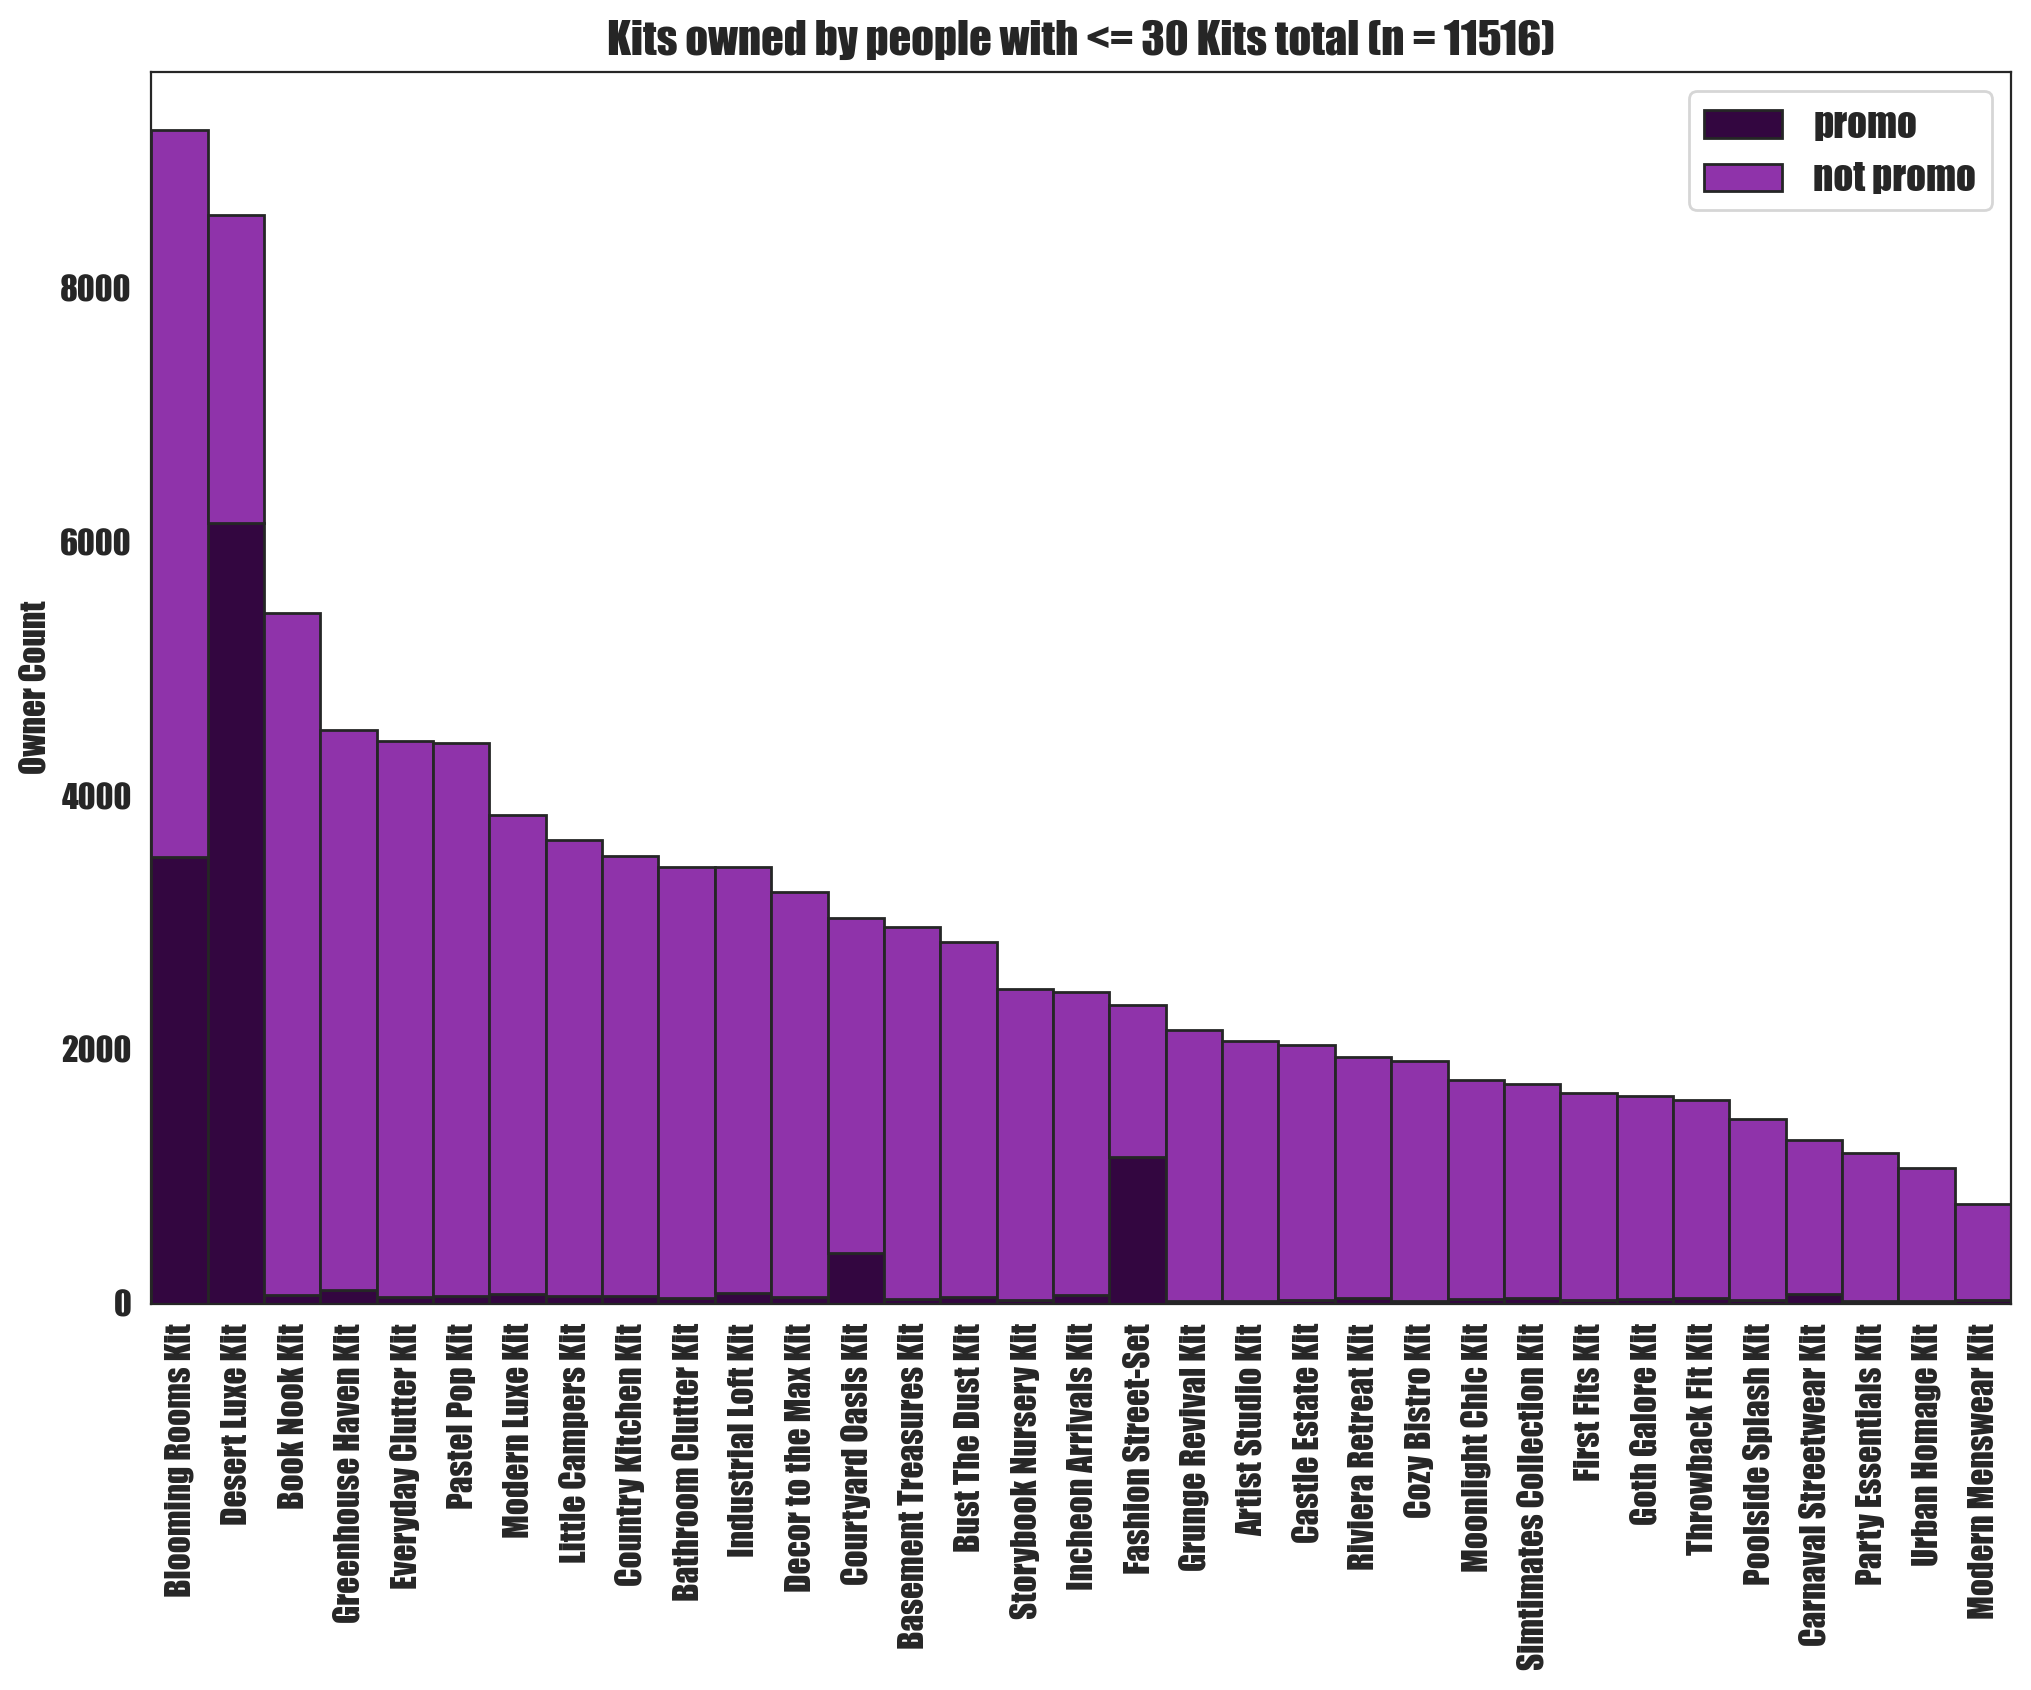 Kits owned by people with <= 30 Kits total (n = 11516)
promo
not promo
Owner Count
8000
6000
4000
2000
0
Blooming Rooms Kit
Desert Luxe Kit
Book Nook Kit
Greenhouse Haven Kit
Everyday Clutter Kit
Pastel Pop Kit
Modern Luxe Kit
Little Campers Kit
Country Kitchen Kit
Bathroom Clutter Kit
Industrial Loft Kit
Decor to the Max Kit
Courtyard Oasis Kit
Basement Treasures Kit
Bust The Dust Kit
Storybook Nursery Kit
Incheon Arrivals Kit
Fashion Street-Set
Grunge Revival Kit
Artist Studio Kit
Castle Estate Kit
Riviera Retreat Kit
Cozy Bistro Kit
Moonlight Chic Kit
Simtimates Collection Kit
First Fits Kit
Goth Galore Kit
Throwback Fit Kit
Poolside Splash Kit
Carnaval Streetwear Kit
Party Essentials Kit
Urban Homage Kit
Modern Menswear Kit